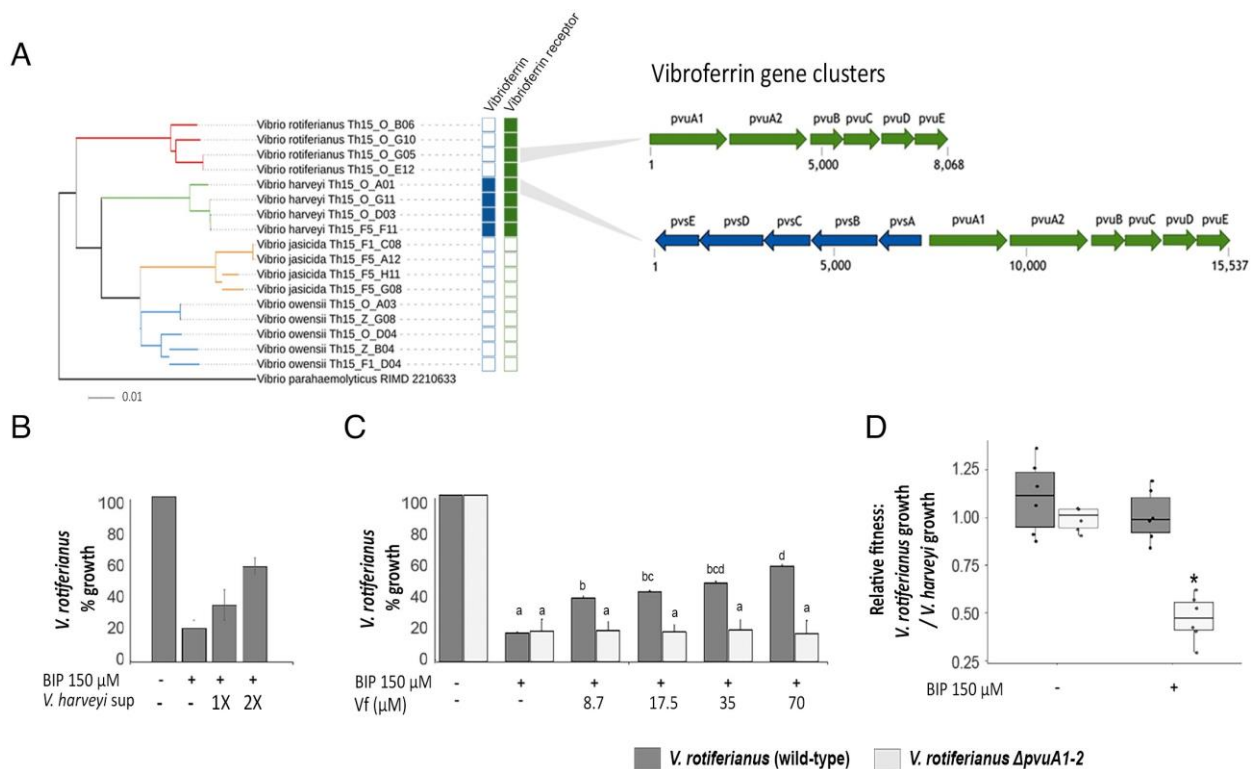 A
Vibrioferrin
Vibrioferrin receptor
Vibroferrin gene clusters
Vibrio rotiferianus Th15_O_B06
Vibrio rotiferianus Th15_O_G10
Vibrio rotiferianus Th15_O_G05
Vibrio rotiferianus Th15_O_E12
Vibrio harveyi Th15_O_A01
Vibrio harveyi Th15_O_G11
Vibrio harveyi Th15_O_D03
Vibrio harveyi Th15_F5_F11
Vibrio jasicida Th15_F1_C08
Vibrio jasicida Th15_F5_A12
Vibrio jasicida Th15_F5_H11
Vibrio jasicida Th15_F5_G08
Vibrio owensii Th15_O_A03
Vibrio owensii Th15_Z_G08
Vibrio owensii Th15_O_D04
Vibrio owensii Th15_Z_B04
Vibrio owensii Th15_F1_D04
Vibrio parahaemolyticus RIMD 2210633
0.01
pvuA1 pvuA2 pvuB pvuC pvuD pvuE
1 5,000 8,068
pvsE pvsD pvsC pvsB pvsA pvuA1 pvuA2 pvuB pvuC pvuD pvuE
1 5,000 10,000 15,537
B
V. rotiferianus
% growth
100
80
60
40
20
0
BIP 150 μM - + + +
V. harveyi sup - - 1X 2X
C
V. rotiferianus
% growth
100
80
60
40
20
0
a a b a bc a bcd a d a
BIP 150 μM - + + + + +
Vf (μM) - - 8.7 17.5 35 70
D
Relative fitness:
V. rotiferianus growth
/ V. harveyi growth
1.25
1.00
0.75
0.50
0.25
*
BIP 150 μM - +
V. rotiferianus (wild-type) V. rotiferianus ΔpvuA1-2